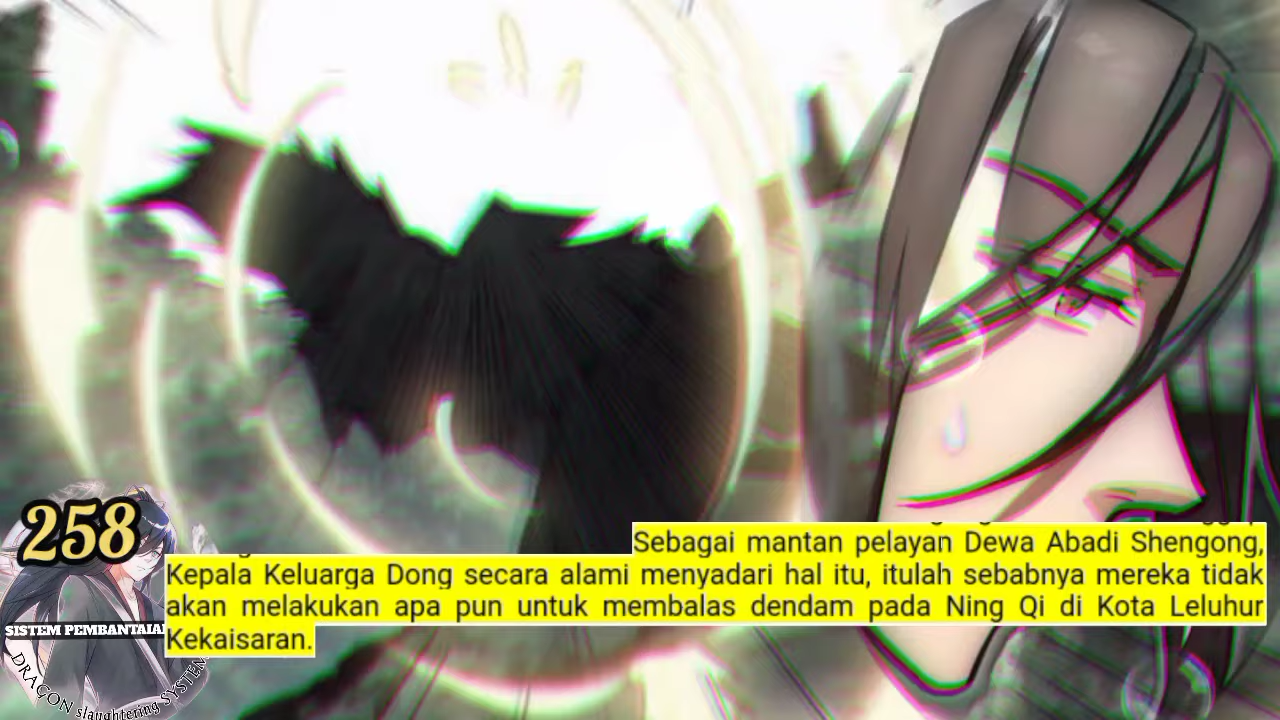 Sebagai mantan pelayan Dewa Abadi Shengong,
Kepala Keluarga Dong secara alami menyadari hal itu, itulah sebabnya mereka tidak
akan melakukan apa pun untuk membalas dendam pada Ning Qi di Kota Leluhur
Kekaisaran.
258
SISTEM PEMBANTAIAN
DRAGON slaughtering SYSTEM